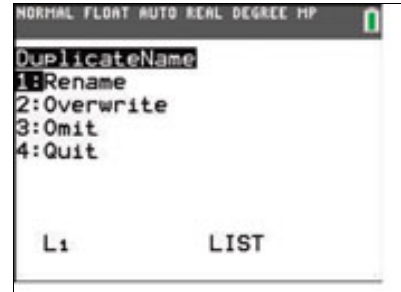 NORMAL FLOAT AUTO REAL DEGREE MP
DuplicateName
1:Rename
2:Overwrite
3:Omit
4:Quit
L1 LIST